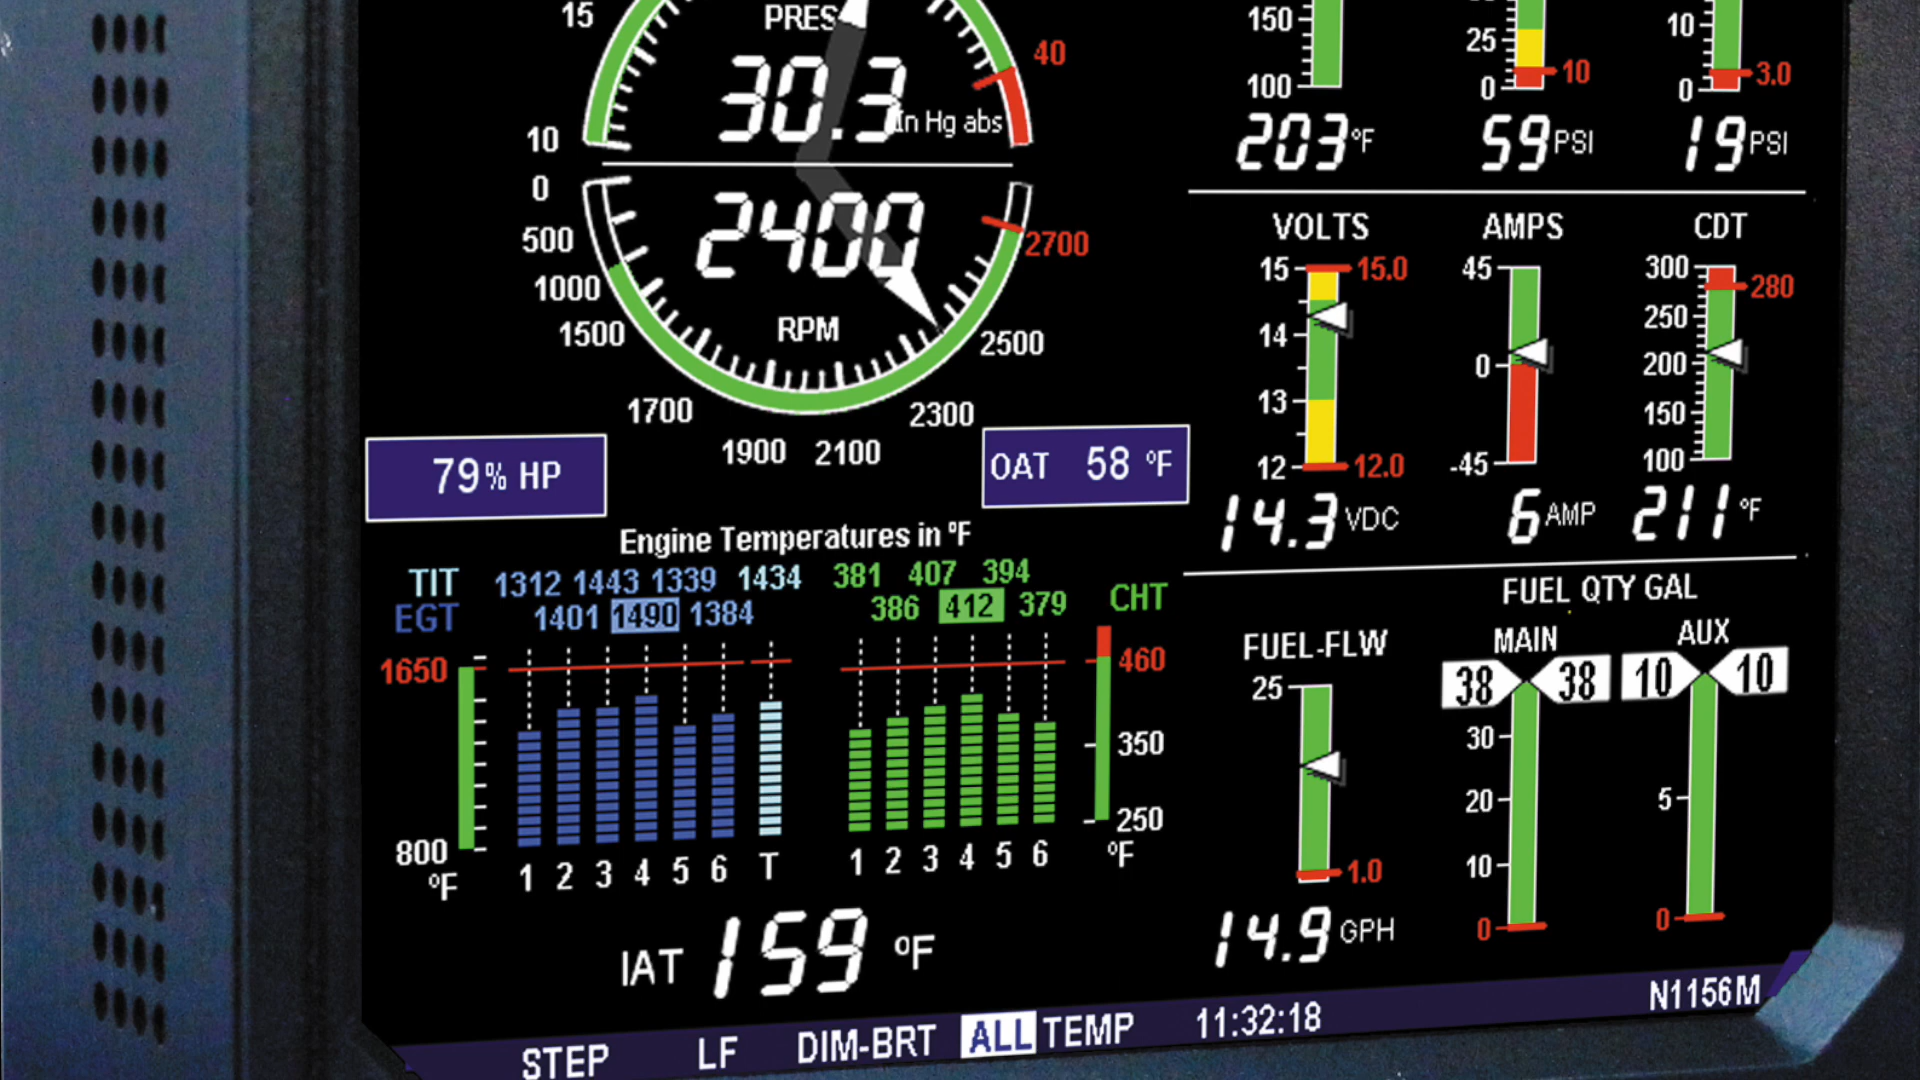 15
PRES
40
30.3
In Hg abs
10
0
2400
2700
500
1000
1500
RPM
2500
1700
2300
1900
2100
79% HP
OAT 58 °F
150
100
203 °F
25
0
10
59 PSI
10
0
3.0
19 PSI
VOLTS
15
15.0
14
13
12
12.0
14.3 VDC
AMPS
45
0
-45
6 AMP
CDT
300
280
250
200
150
100
211 °F
Engine Temperatures in °F
TIT
1312 1443 1339 1434
381 407 394
EGT
1401 1490 1384
386 412 379
CHT
1650
460
350
800
250
°F
°F
1 2 3 4 5 6 T
1 2 3 4 5 6
IAT 159 °F
FUEL QTY GAL
FUEL-FLW
25
1.0
14.9 GPH
MAIN
38 38
30
20
10
0
AUX
10 10
5
0
STEP LF DIM-BRT ALL TEMP 11:32:18 N1156M